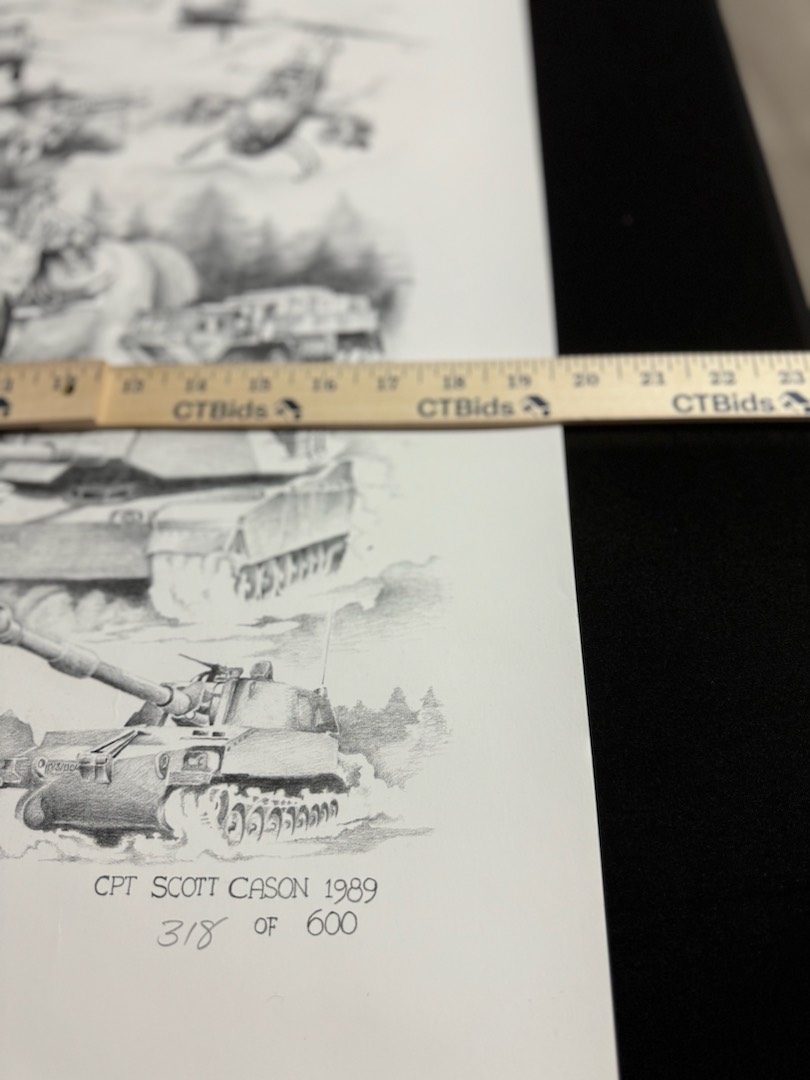 13 14 15 16 17 18 19 20 21 22 23
CTBids CTBids CTBids
CPT SCOTT CASON 1989
318 OF 600